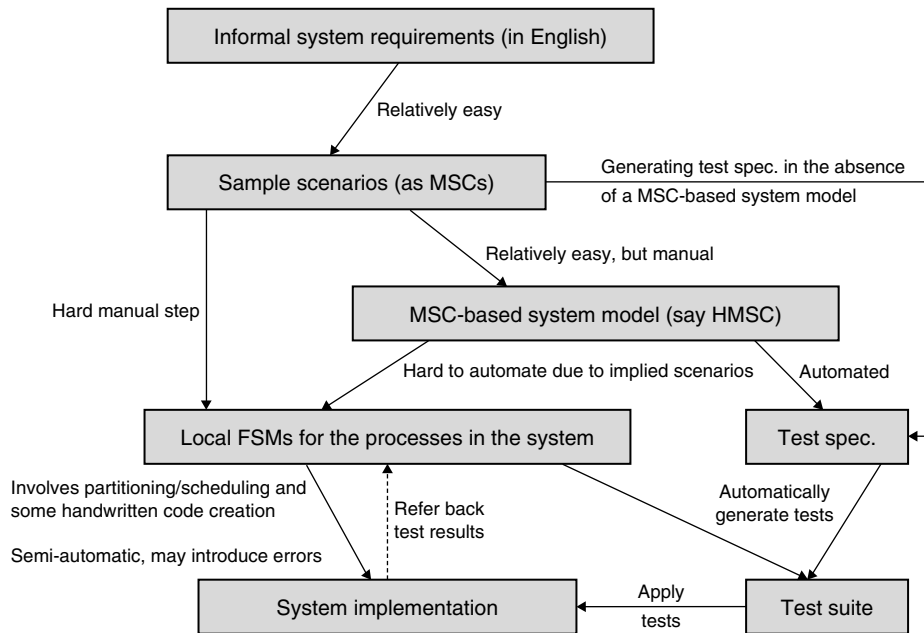 Informal system requirements (in English)
Relatively easy
Sample scenarios (as MSCs)
Generating test spec. in the absence
of a MSC-based system model
Relatively easy, but manual
Hard manual step
MSC-based system model (say HMSC)
Hard to automate due to implied scenarios
Automated
Local FSMs for the processes in the system
Test spec.
Involves partitioning/scheduling and
some handwritten code creation
Semi-automatic, may introduce errors
Refer back
test results
Automatically
generate tests
System implementation
Apply
tests
Test suite